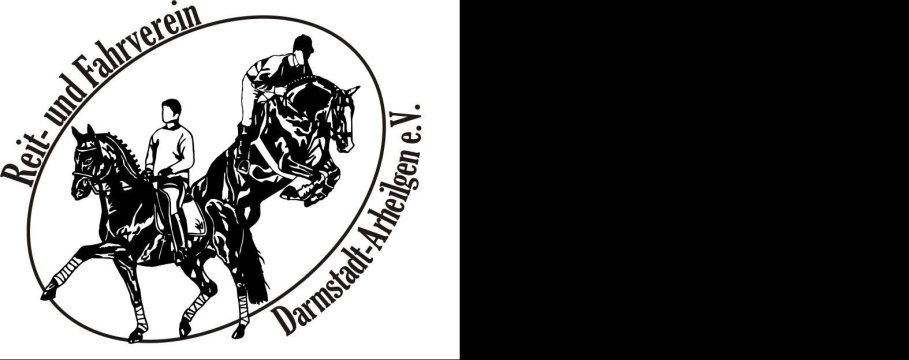 Reit- und Fahrverein
Darmstadt-Arheilgen e.V.